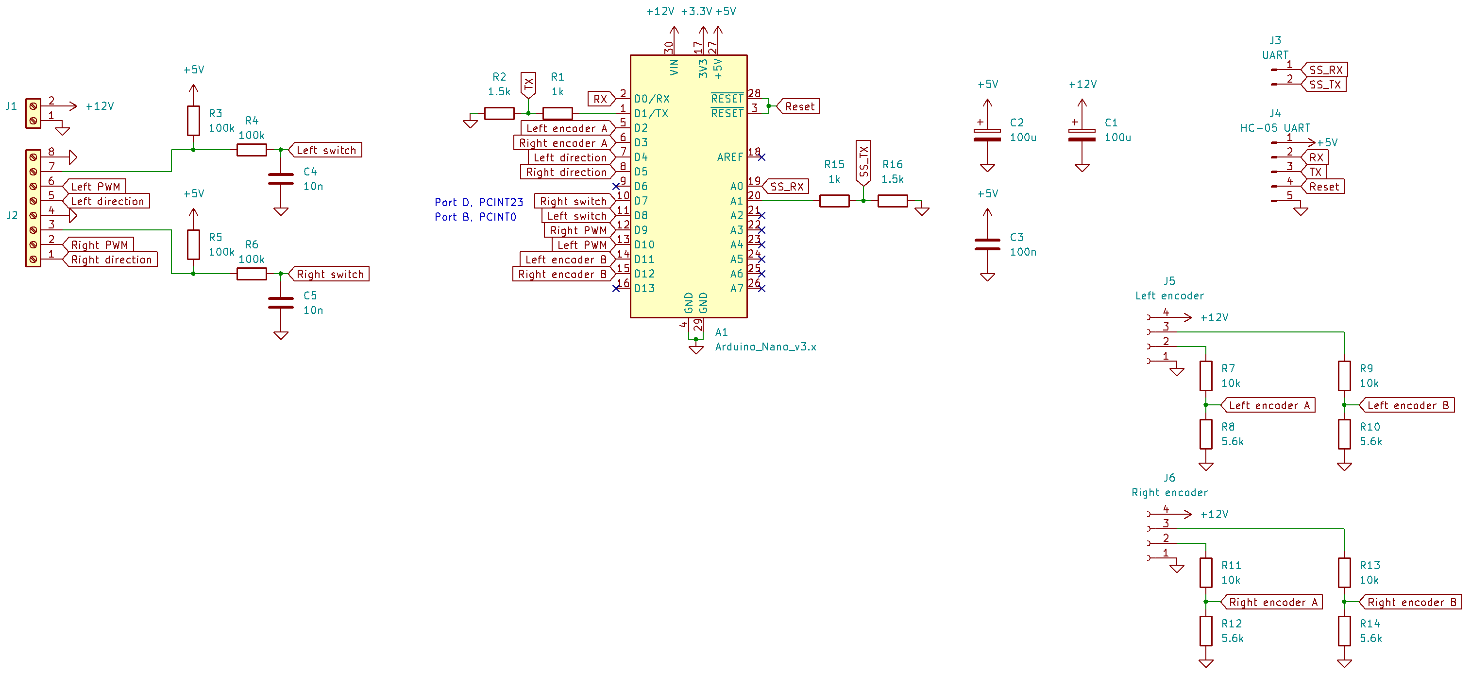 +12V +3.3V +5V
30 17 27
VIN 3V3 +5V
J1
2 +12V
1
+5V
R3
100k
R4
100k
Left switch
C4
10n
J2
8
7
6 Left PWM
5 Left direction
4
3
2 Right PWM
1 Right direction
+5V
R5
100k
R6
100k
Right switch
C5
10n
R2
1.5k
TX
R1
1k
RX 2 D0/RX
1 D1/TX
Left encoder A 5 D2
Right encoder A 6 D3
Left direction 7 D4
Right direction 8 D5
9 D6
Port D, PCINT23 Right switch 10 D7
Port B, PCINT0 Left switch 11 D8
Right PWM 12 D9
Left PWM 13 D10
Left encoder B 14 D11
Right encoder B 15 D12
16 D13
RESET 28
RESET 3
Reset
AREF 18
A0 19 SS_RX
A1 20
A2 21
A3 22
A4 23
A5 24
A6 25
A7 26
GND GND
4 29
A1
Arduino_Nano_v3.x
R15
1k
SS_TX
R16
1.5k
+5V
+
C2
100u
+12V
+
C1
100u
+5V
C3
100n
J3
UART
1 SS_RX
2 SS_TX
J4
HC-05 UART
1 +5V
2 RX
3 TX
4 Reset
5
J5
Left encoder
4 +12V
3
2
1
R7
10k
Left encoder A
R8
5.6k
R9
10k
Left encoder B
R10
5.6k
J6
Right encoder
4 +12V
3
2
1
R11
10k
Right encoder A
R12
5.6k
R13
10k
Right encoder B
R14
5.6k